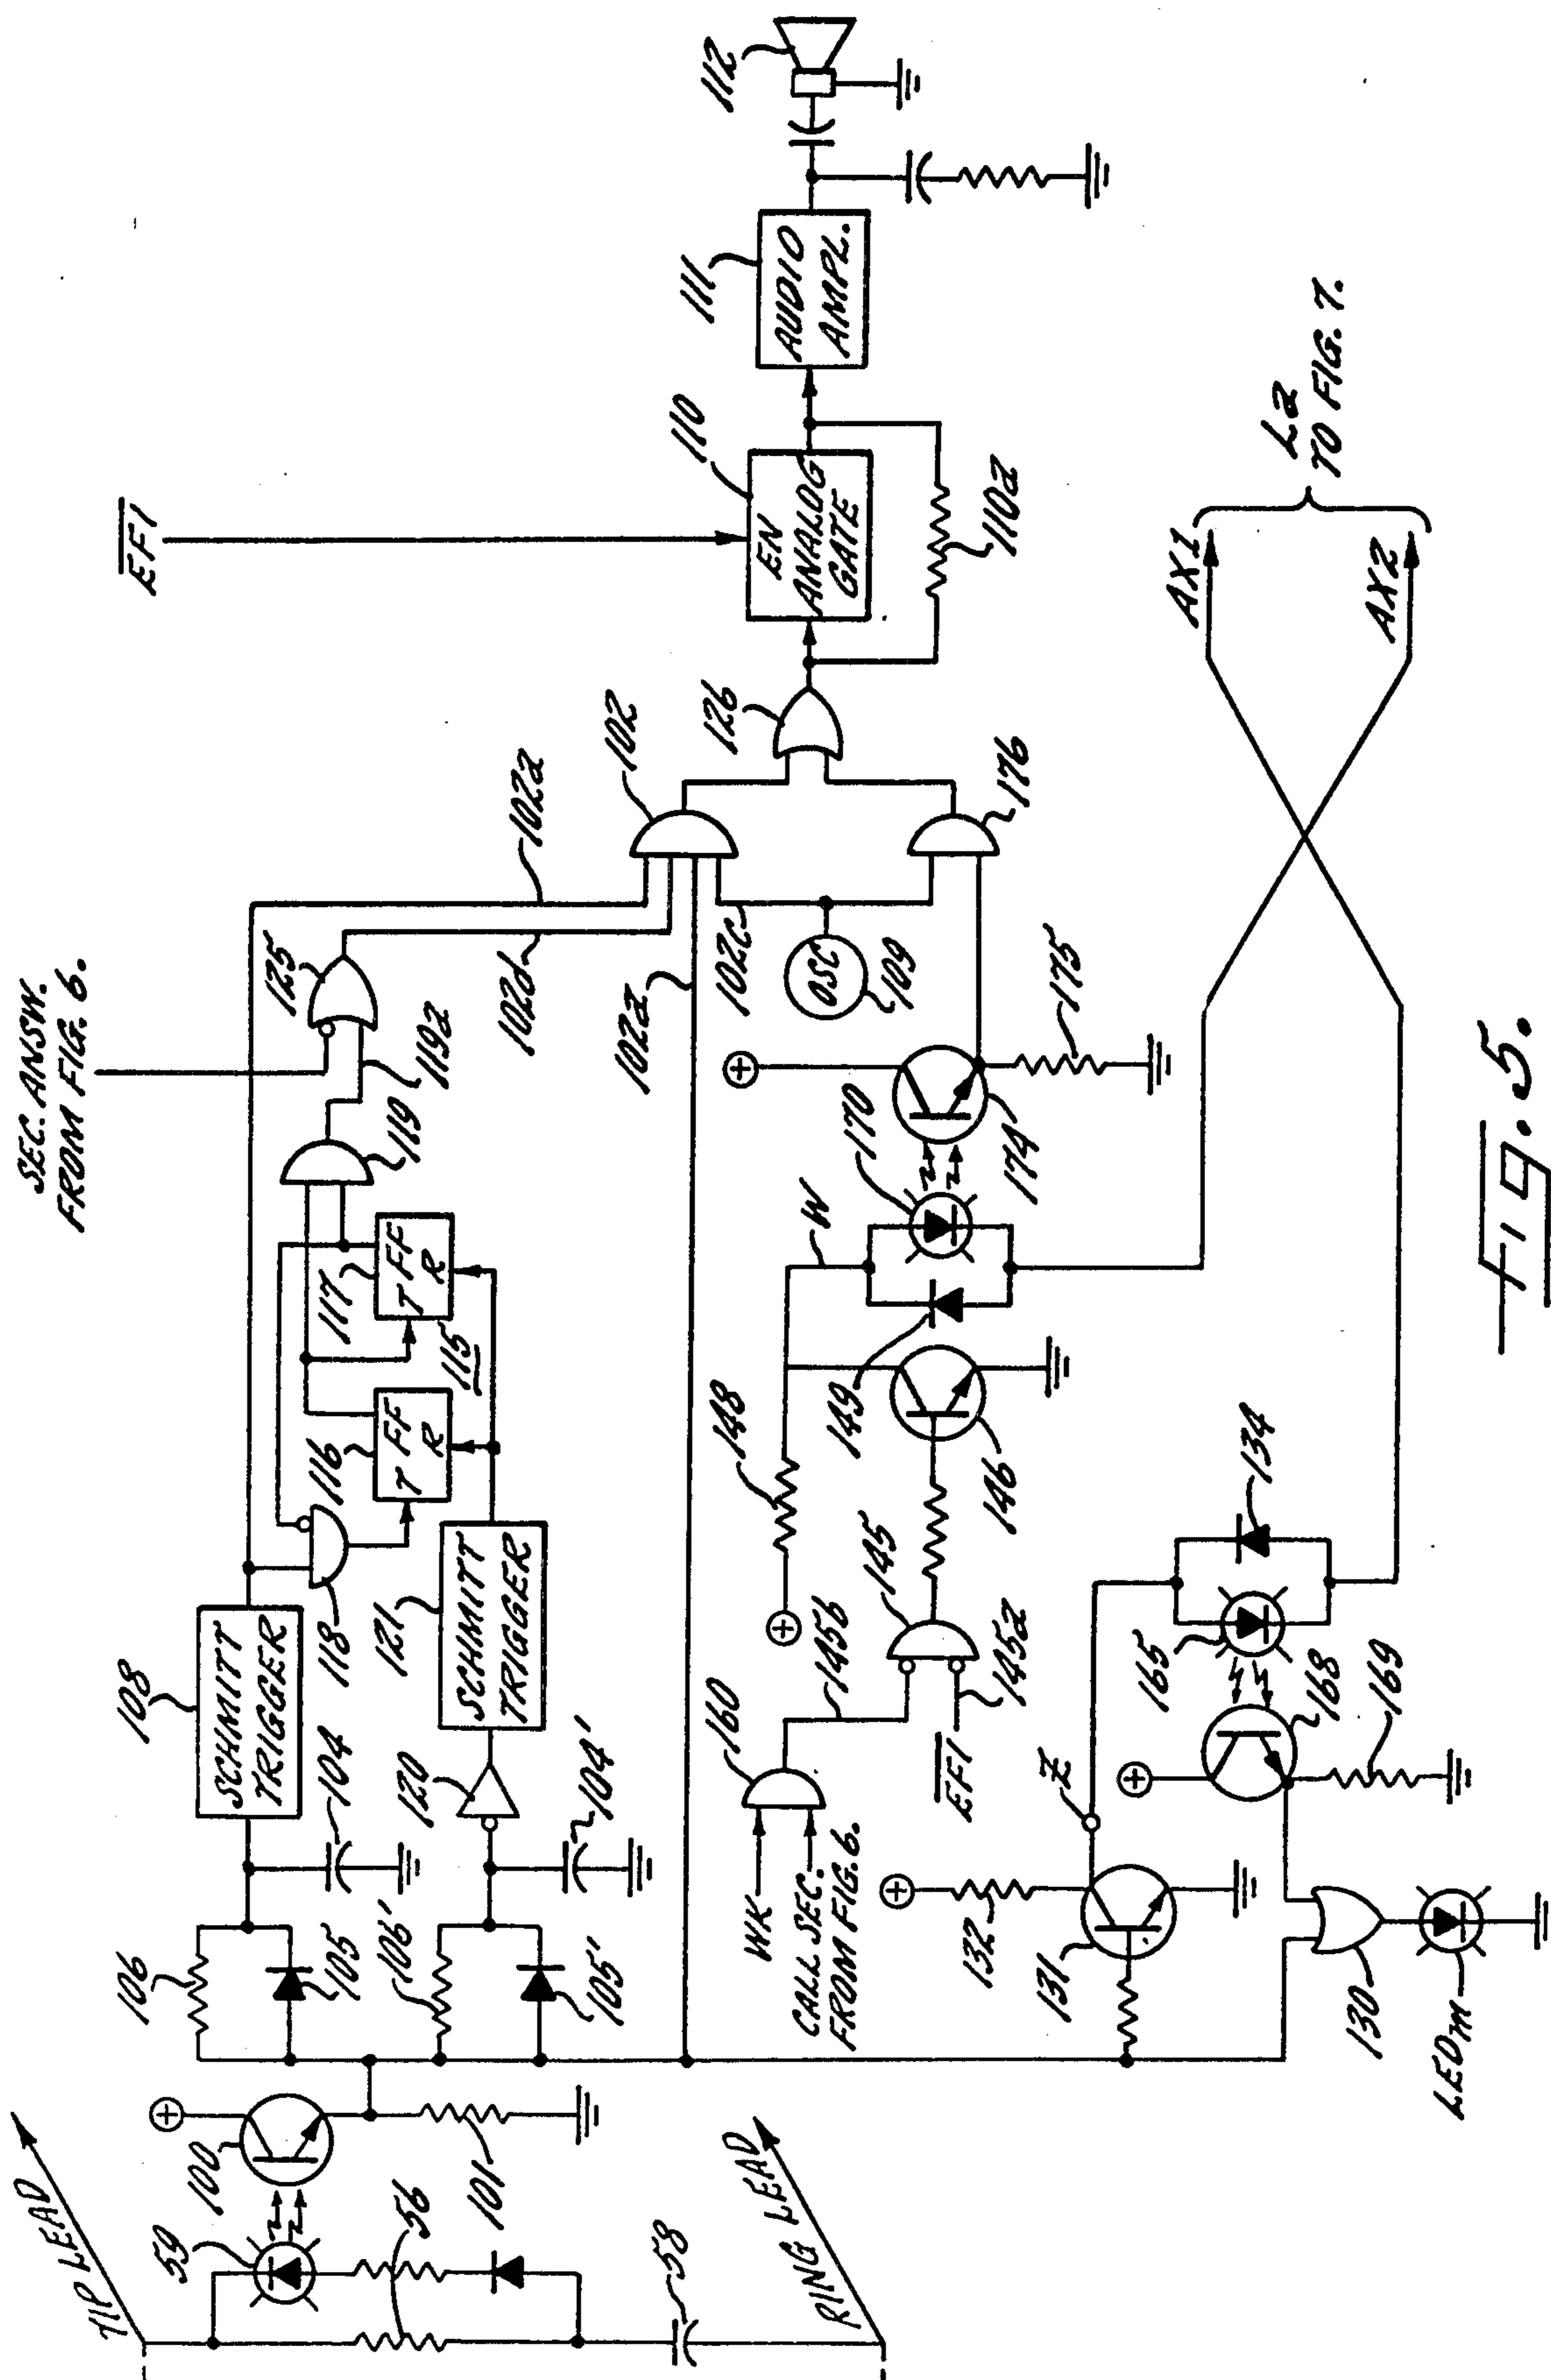 TIP LEAD
59
100
56
101
58
RING LEAD
106
105
106'
105'
108
SCHMITT
TRIGGER
104
120
104'
118
121
SCHMITT
TRIGGER
116
T FF
R
115
117
T FF
R
119
119a
SEC. ANSW.
FROM FIG. 6.
125
102d
102a
102a
102c
102
OSC
109
126
176
EF1
110
EN
ANALOG
GATE
110a
111
AUDIO
AMPL.
112
WK
CALL SEC.
FROM FIG. 6.
160
145b
EF1
145a
145
148
146
149
W
170
174
175
131
132
Z
130
LEDm
165
168
169
134
AX1
AX2
La
TO FIG. 7.
Fig. 5.